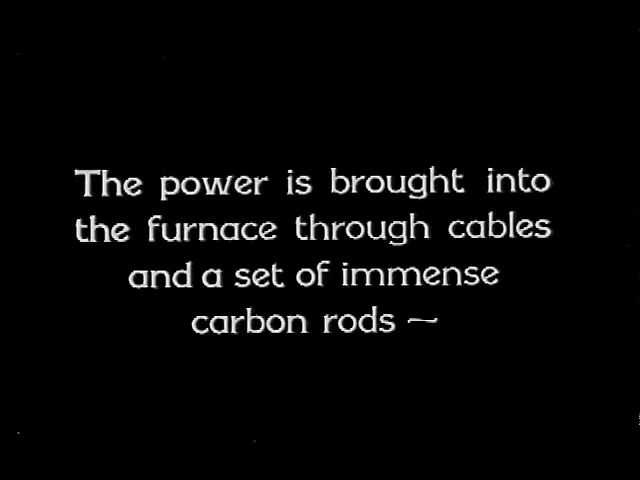 The power is brought into
the furnace through cables
and a set of immense
carbon rods —